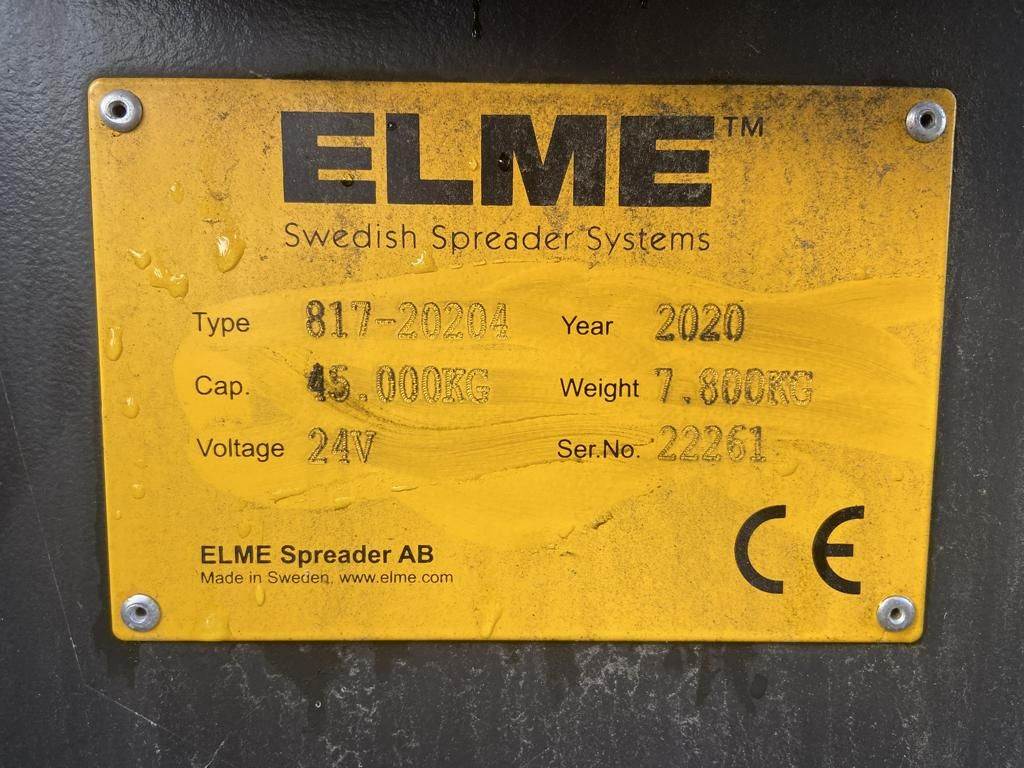 ELME™
Swedish Spreader Systems
Type 817-20204 Year 2020
Cap. 45.000KG Weight 7.800KG
Voltage 24V Ser.No. 22261
ELME Spreader AB
Made in Sweden, www.elme.com
CE